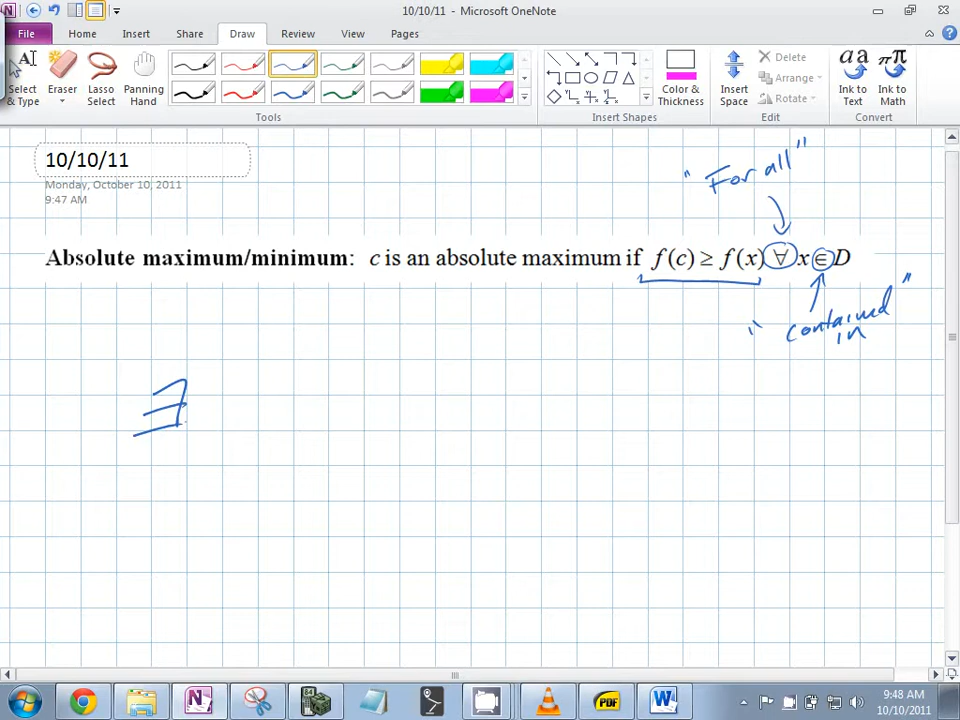 10/10/11 - Microsoft OneNote
File Home Insert Share Draw Review View Pages
Select & Type
Eraser
Lasso Select
Panning Hand
Color & Thickness
Insert Space
Delete
Arrange
Rotate
Ink to Text
Ink to Math
Tools Insert Shapes Edit Convert
10/10/11
Monday, October 10, 2011
9:47 AM
"For all"
Absolute maximum/minimum: c is an absolute maximum if f(c) ≥ f(x) ∀ x ∈ D
"contained in"
∃
9:48 AM
10/10/2011